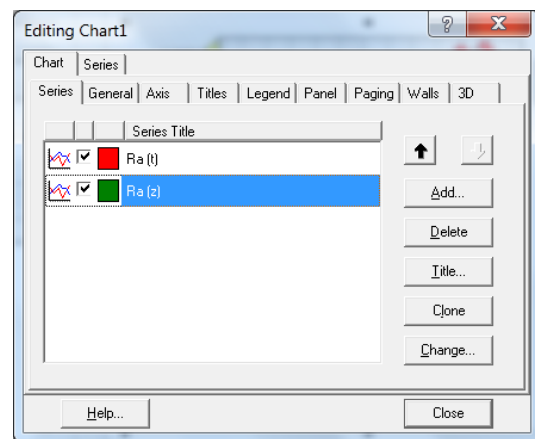 Editing Chart1
?
X
Chart Series
Series General Axis Titles Legend Panel Paging Walls 3D
Series Title
Ra (t)
Ra (z)
Add...
Delete
Title...
Clone
Change...
Help... Close